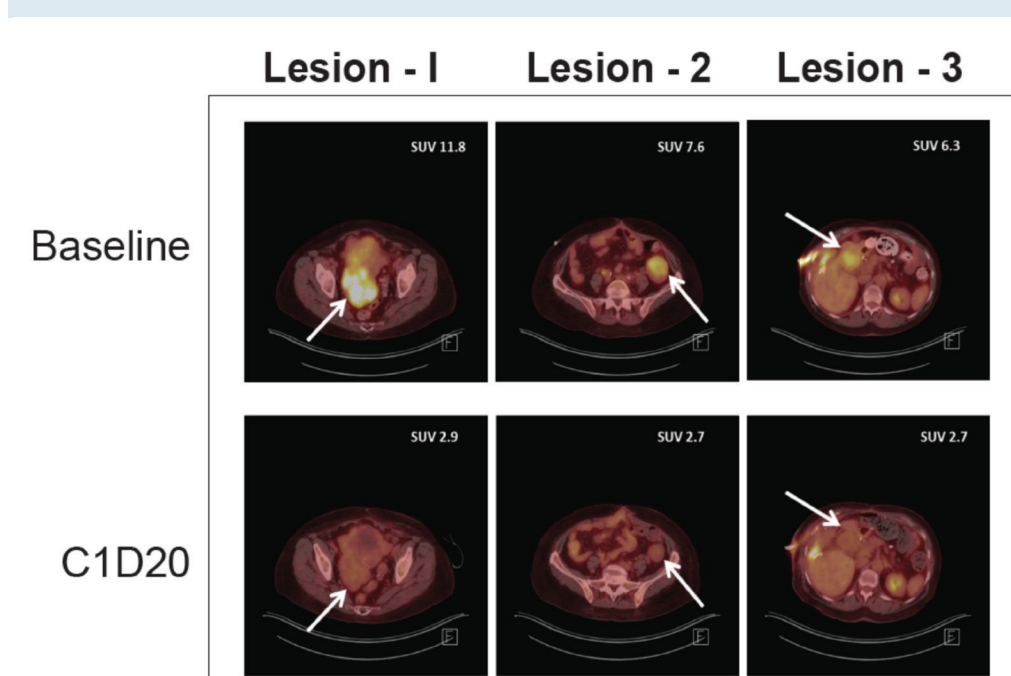 Lesion - I Lesion - 2 Lesion - 3
SUV 11.8 SUV 7.6 SUV 6.3
Baseline
F F F
SUV 2.9 SUV 2.7 SUV 2.7
C1D20
F F F